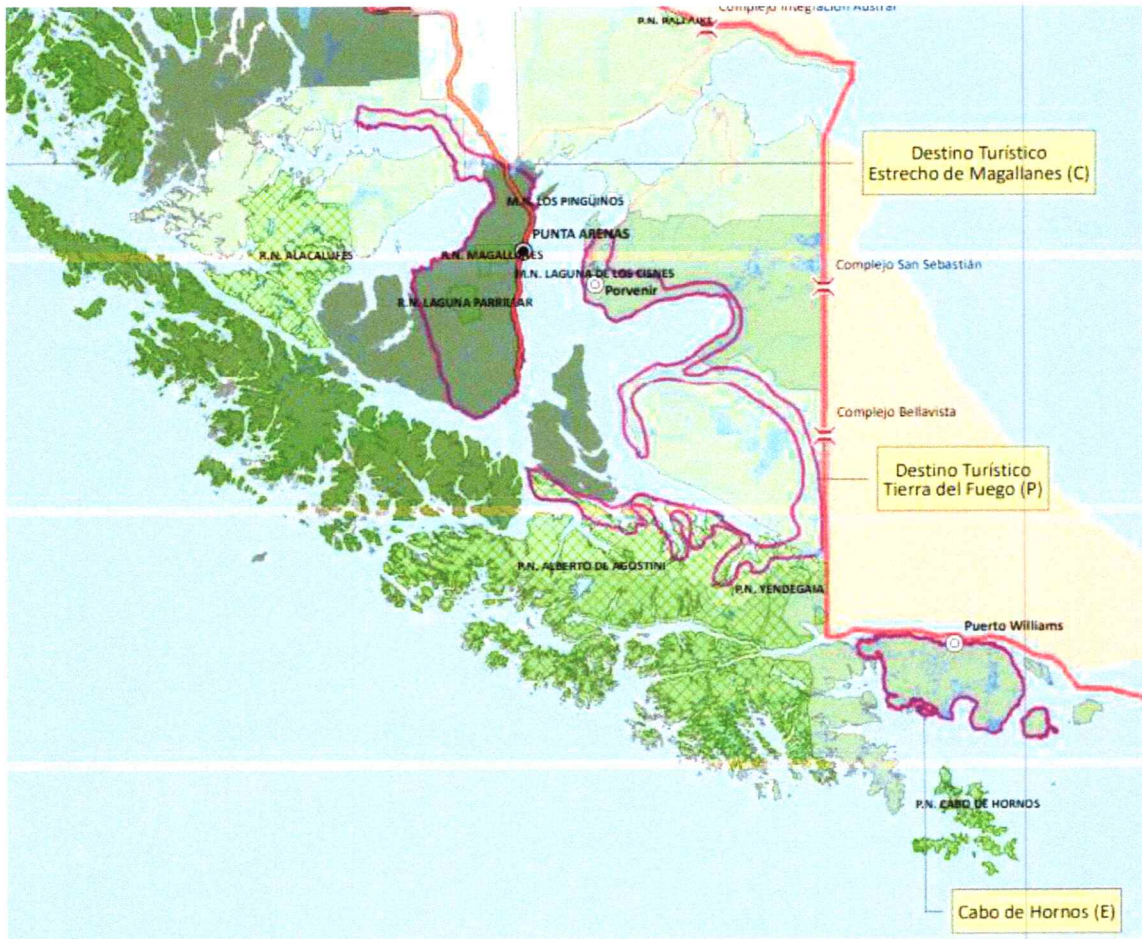 Complejo Integración Austral
P.N. PALI AIKE
Destino Turístico
Estrecho de Magallanes (C)
M.N. LOS PINGÜINOS
PUNTA ARENAS
R.N. ALACALUFES
R.N. MAGALLANES
Complejo San Sebastián
M.N. LAGUNA DE LOS CISNES
Porvenir
R.N. LAGUNA PARRILLAR
Complejo Bellavista
Destino Turístico
Tierra del Fuego (P)
P.N. ALBERTO DE AGOSTINI
P.N. YENDEGAIA
Puerto Williams
P.N. CABO DE HORNOS
Cabo de Hornos (E)